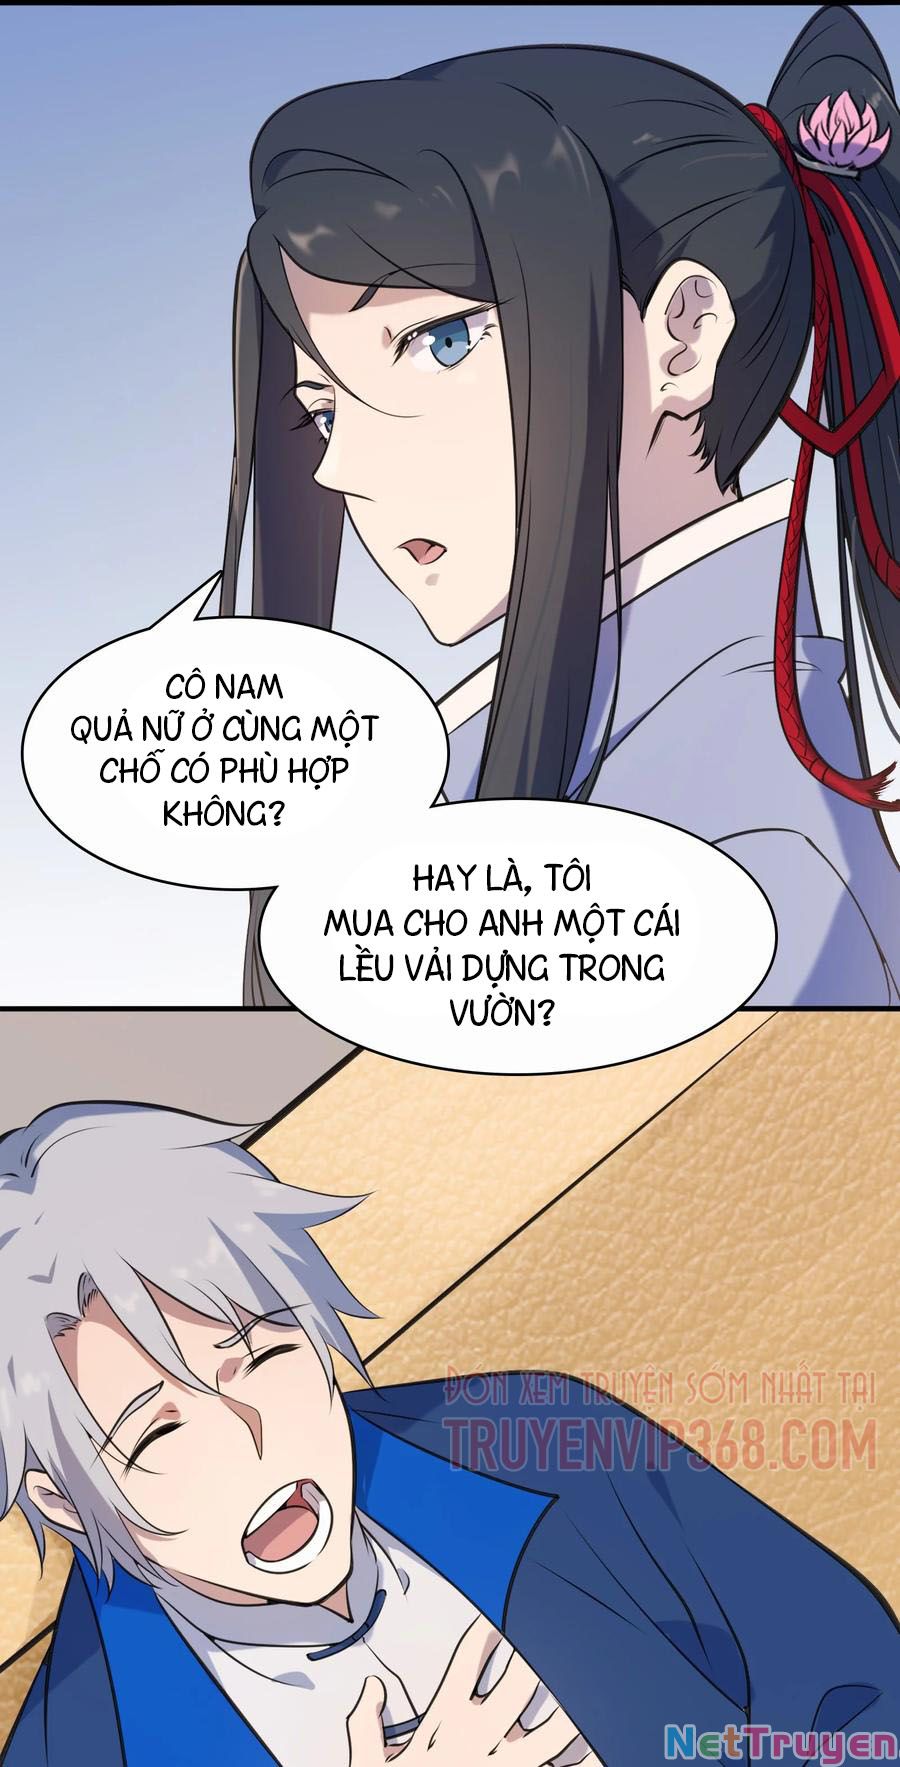 CÔ NAM
QUẢ NỮ Ở CÙNG MỘT
CHỖ CÓ PHÙ HỢP
KHÔNG?
HAY LÀ, TÔI
MUA CHO ANH MỘT CÁI
LỀU VẢI DỰNG TRONG
VƯỜN?
ĐÓN XEM TRUYỆN SỚM NHẤT TẠI
TRUYENVIP368.COM
NetTruyen